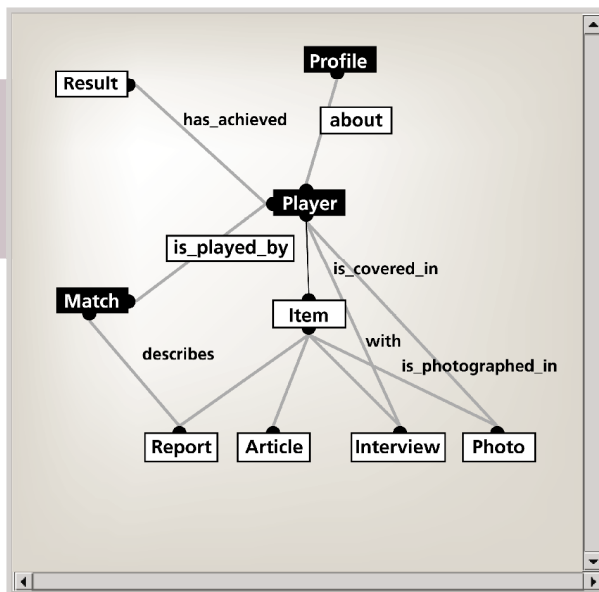 Profile
Result
has_achieved
about
Player
is_played_by
is_covered_in
Match
Item
with
describes
is_photographed_in
Report
Article
Interview
Photo